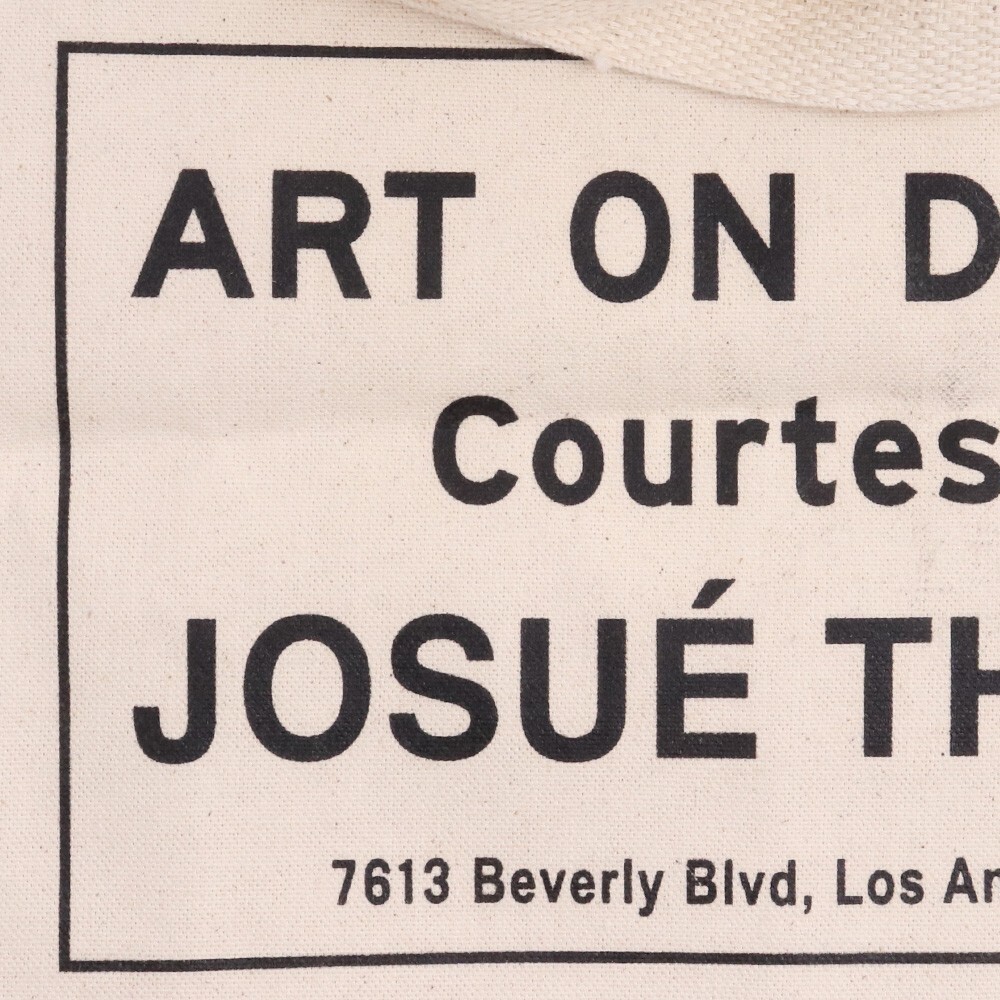 ART ON D
Courtes
JOSUÉ TH
7613 Beverly Blvd, Los An